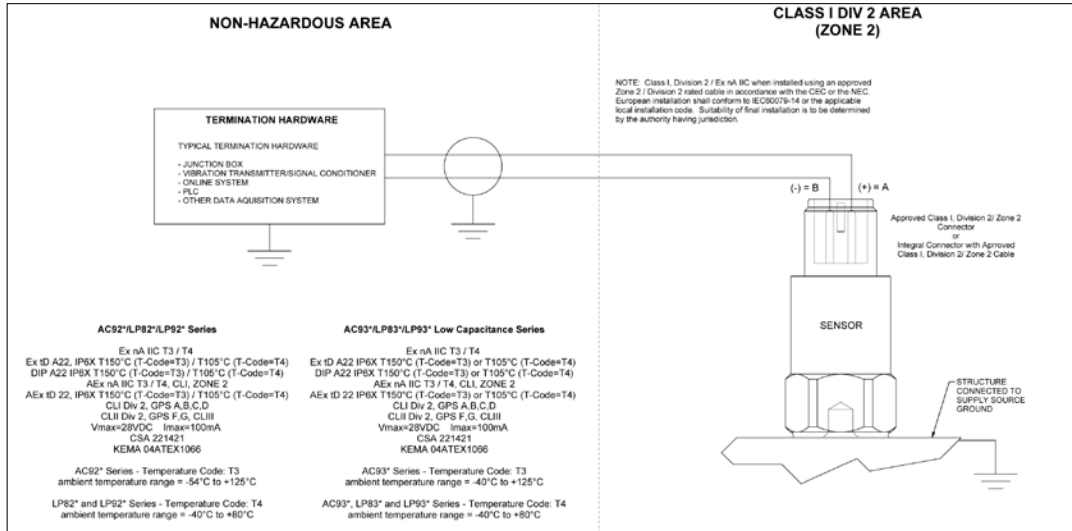 NON-HAZARDOUS AREA
CLASS I DIV 2 AREA
(ZONE 2)
NOTE: Class I, Division 2 / Ex nA IIC when installed using an approved
Zone 2 / Division 2 rated cable in accordance with the CEC or the NEC.
European installation shall conform to IEC60079-14 or the applicable
local installation code. Suitability of final installation is to be determined
by the authority having jurisdiction.
TERMINATION HARDWARE
TYPICAL TERMINATION HARDWARE
- JUNCTION BOX
- VIBRATION TRANSMITTER/SIGNAL CONDITIONER
- ONLINE SYSTEM
- PLC
- OTHER DATA AQUISITION SYSTEM
(-) = B
(+) = A
Approved Class I, Division 2/ Zone 2
Connector
or
Integral Connector with Aprroved
Class I, Division 2/ Zone 2 Cable
SENSOR
STRUCTURE
CONNECTED TO
SUPPLY SOURCE
GROUND
AC92*/LP82*/LP92* Series
Ex nA IIC T3 / T4
Ex tD A22, IP6X T150°C (T-Code=T3) / T105°C (T-Code=T4)
DIP A22 IP6X T150°C (T-Code=T3) / T105°C (T-Code=T4)
AEx nA IIC T3 / T4, CLI, ZONE 2
AEx tD 22, IP6X T150°C (T-Code=T3) / T105°C (T-Code=T4)
CLI Div 2, GPS A,B,C,D
CLII Div 2, GPS F,G, CLIII
Vmax=28VDC Imax=100mA
CSA 221421
KEMA 04ATEX1066
AC92* Series - Temperature Code: T3
ambient temperature range = -54°C to +125°C
LP82* and LP92* Series - Temperature Code: T4
ambient temperature range = -40°C to +80°C
AC93*/LP83*/LP93* Low Capacitance Series
Ex nA IIC T3 / T4
Ex tD A22 IP6X T150°C (T-Code=T3) or T105°C (T-Code=T4)
DIP A22 IP6X T150°C (T-Code=T3) or T105°C (T-Code=T4)
AEx nA IIC T3 / T4, CLI, ZONE 2
AEx tD 22 IP6X T150°C (T-Code=T3) or T105°C (T-Code=T4)
CLI Div 2, GPS A,B,C,D
CLII Div 2, GPS F,G, CLIII
Vmax=28VDC Imax=100mA
CSA 221421
KEMA 04ATEX1066
AC93* Series - Temperature Code: T3
ambient temperature range = -40°C to +125°C
AC93*, LP83* and LP93* Series - Temperature Code: T4
ambient temperature range = -40°C to +80°C